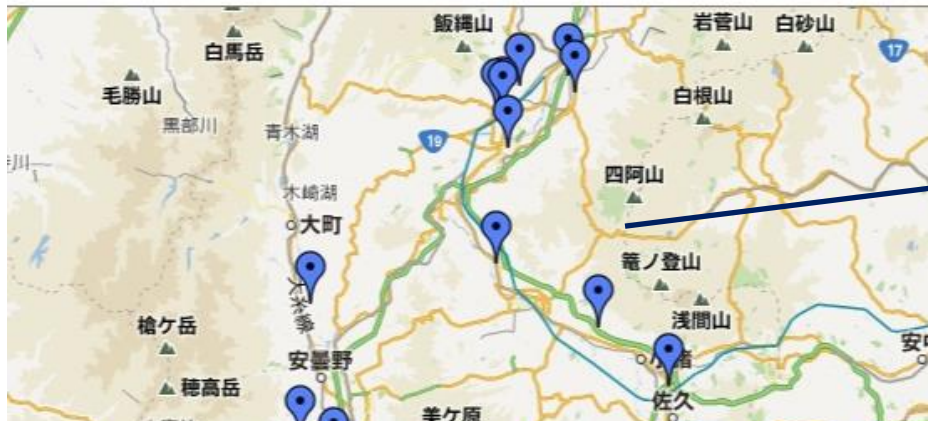 飯縄山
岩菅山
白砂山
白馬岳
17
毛勝山
白根山
黒部川
青木湖
19
川
四阿山
木崎湖
大町
篭ノ登山
大糸線
浅間山
槍ケ岳
安曇野
穂高岳
佐久
美ケ原